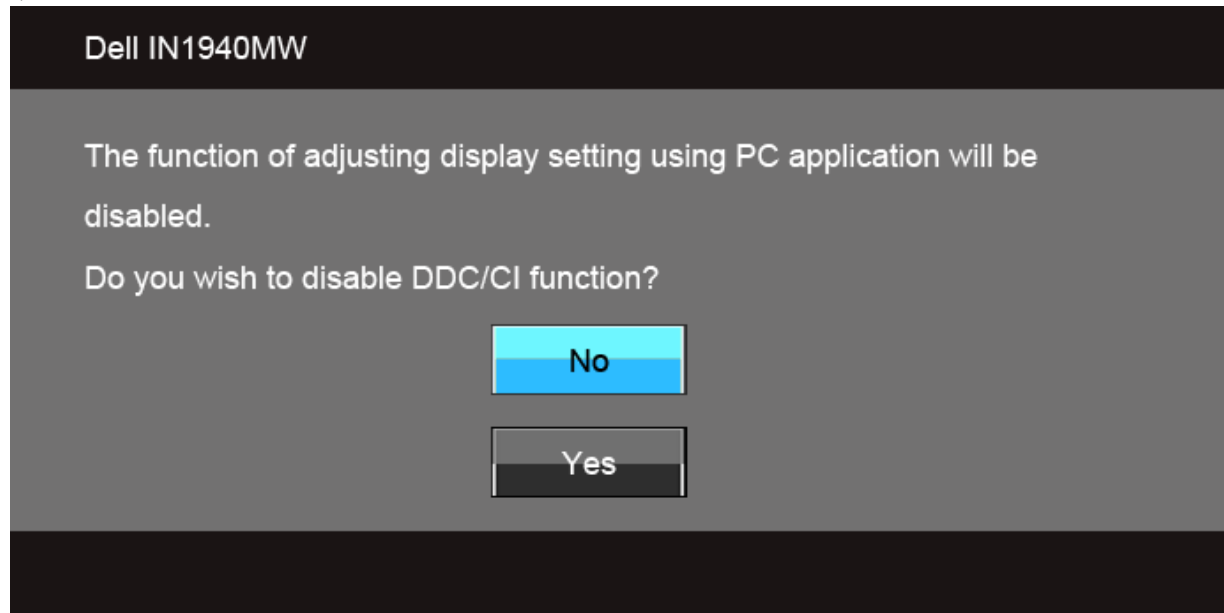 Dell IN1940MW
The function of adjusting display setting using PC application will be
disabled.
Do you wish to disable DDC/CI function?
No
Yes